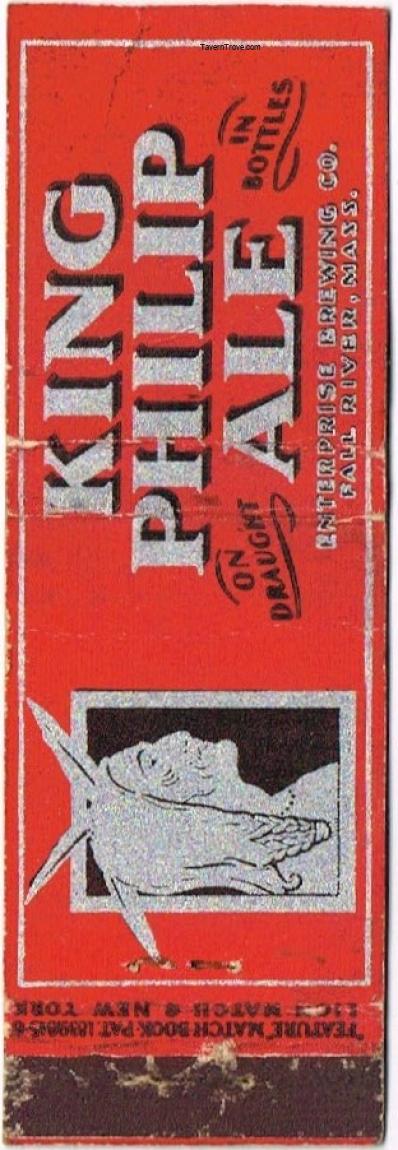 TavernTrove.com
KING
PHILIP
ALE
ON
DRAUGHT
IN
BOTTLES
ENTERPRISE BREWING CO.
FALL RIVER, MASS.
"FEATURE" MATCH BOOK PAT.
LION MATCH NEW YORK